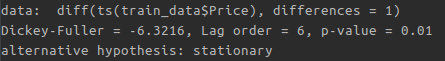 data:  diff(ts(train_data$Price), differences = 1)
Dickey-Fuller = -6.3216, Lag order = 6, p-value = 0.01
alternative hypothesis: stationary